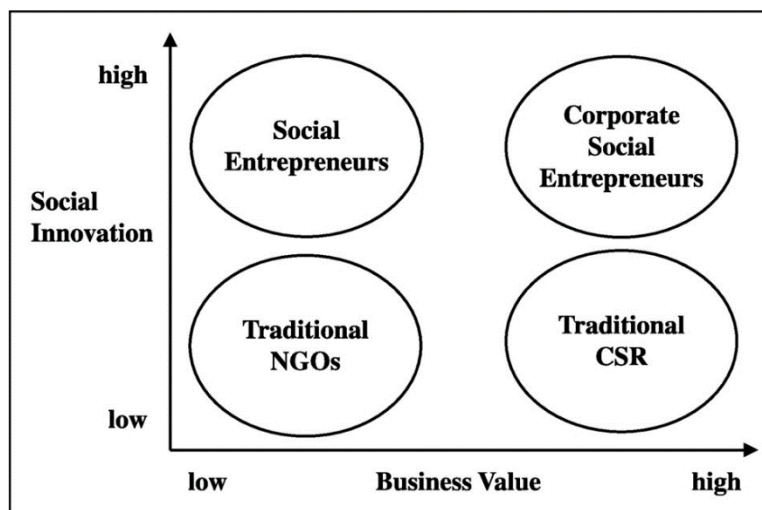 high
Social
Entrepreneurs
Corporate
Social
Entrepreneurs
Social
Innovation
Traditional
NGOs
Traditional
CSR
low
low
Business Value
high